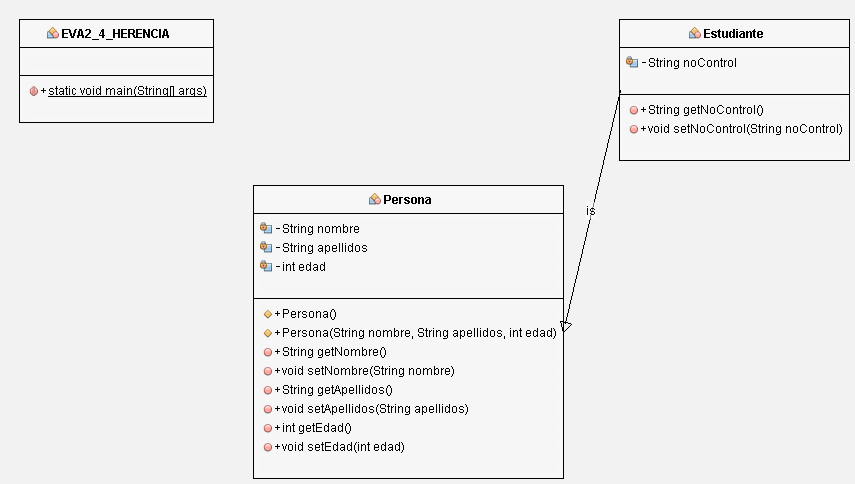 EVA2_4_HERENCIA
+static void main(String[] args)
Estudiante
-String noControl
+String getNoControl()
+void setNoControl(String noControl)
is
Persona
-String nombre
-String apellidos
-int edad
+Persona()
+Persona(String nombre, String apellidos, int edad)
+String getNombre()
+void setNombre(String nombre)
+String getApellidos()
+void setApellidos(String apellidos)
+int getEdad()
+void setEdad(int edad)